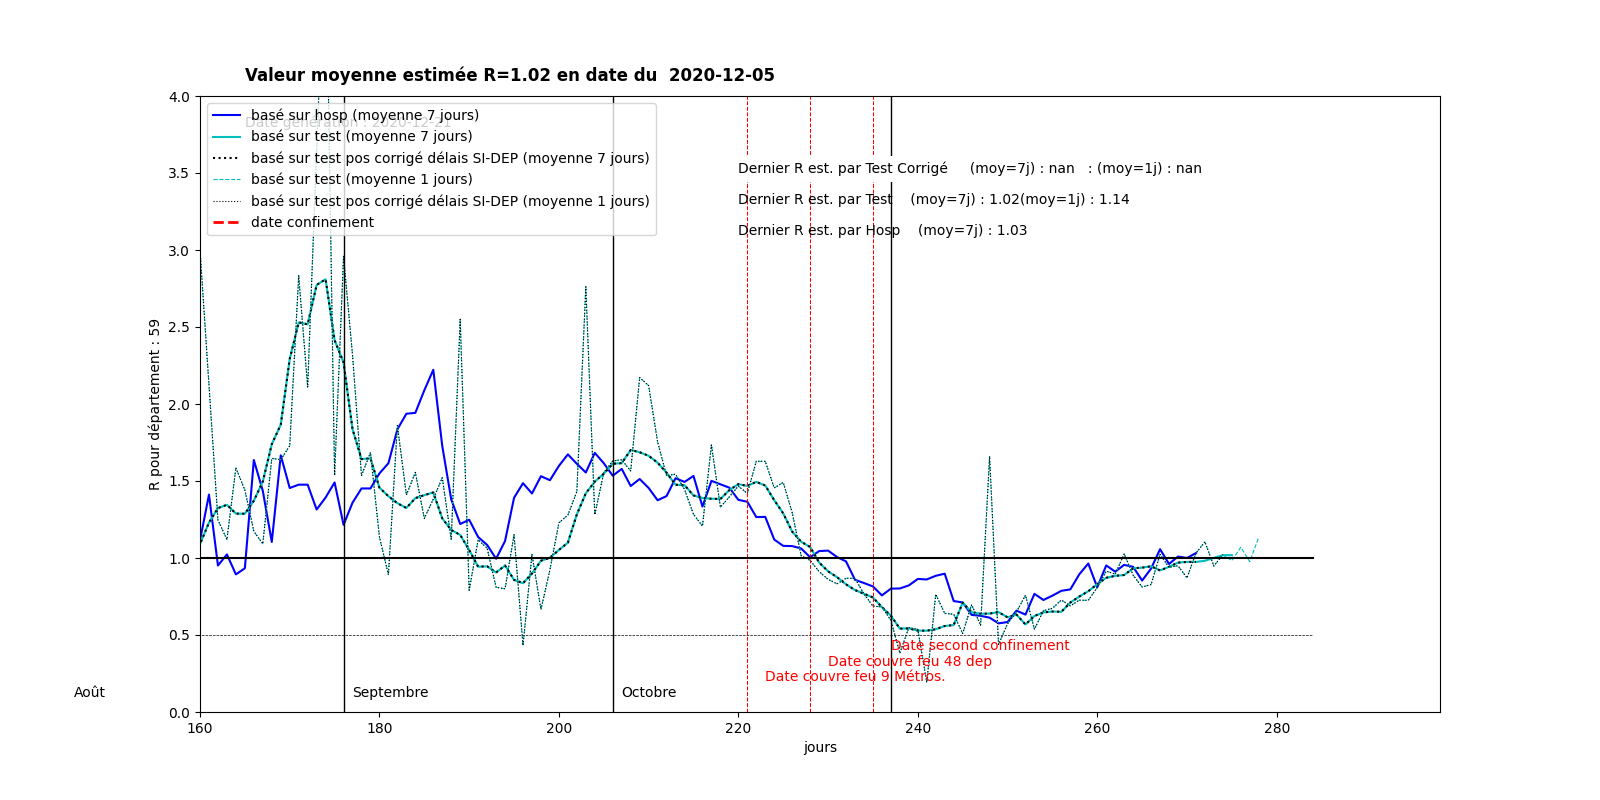 Valeur moyenne estimée R=1.02 en date du  2020-12-05
Date génération : 2020-12-21
basé sur hosp (moyenne 7 jours)
basé sur test (moyenne 7 jours)
basé sur test pos corrigé délais SI-DEP (moyenne 7 jours)
basé sur test (moyenne 1 jours)
basé sur test pos corrigé délais SI-DEP (moyenne 1 jours)
date confinement
Dernier R est. par Test Corrigé     (moy=7j) : nan   : (moy=1j) : nan
Dernier R est. par Test    (moy=7j) : 1.02(moy=1j) : 1.14
Dernier R est. par Hosp    (moy=7j) : 1.03
R pour département : 59
4.0
3.5
3.0
2.5
2.0
1.5
1.0
0.5
0.0
Date second confinement
Date couvre feu 48 dep
Date couvre feu 9 Métros.
Août
Septembre
Octobre
160
180
200
220
240
260
280
jours